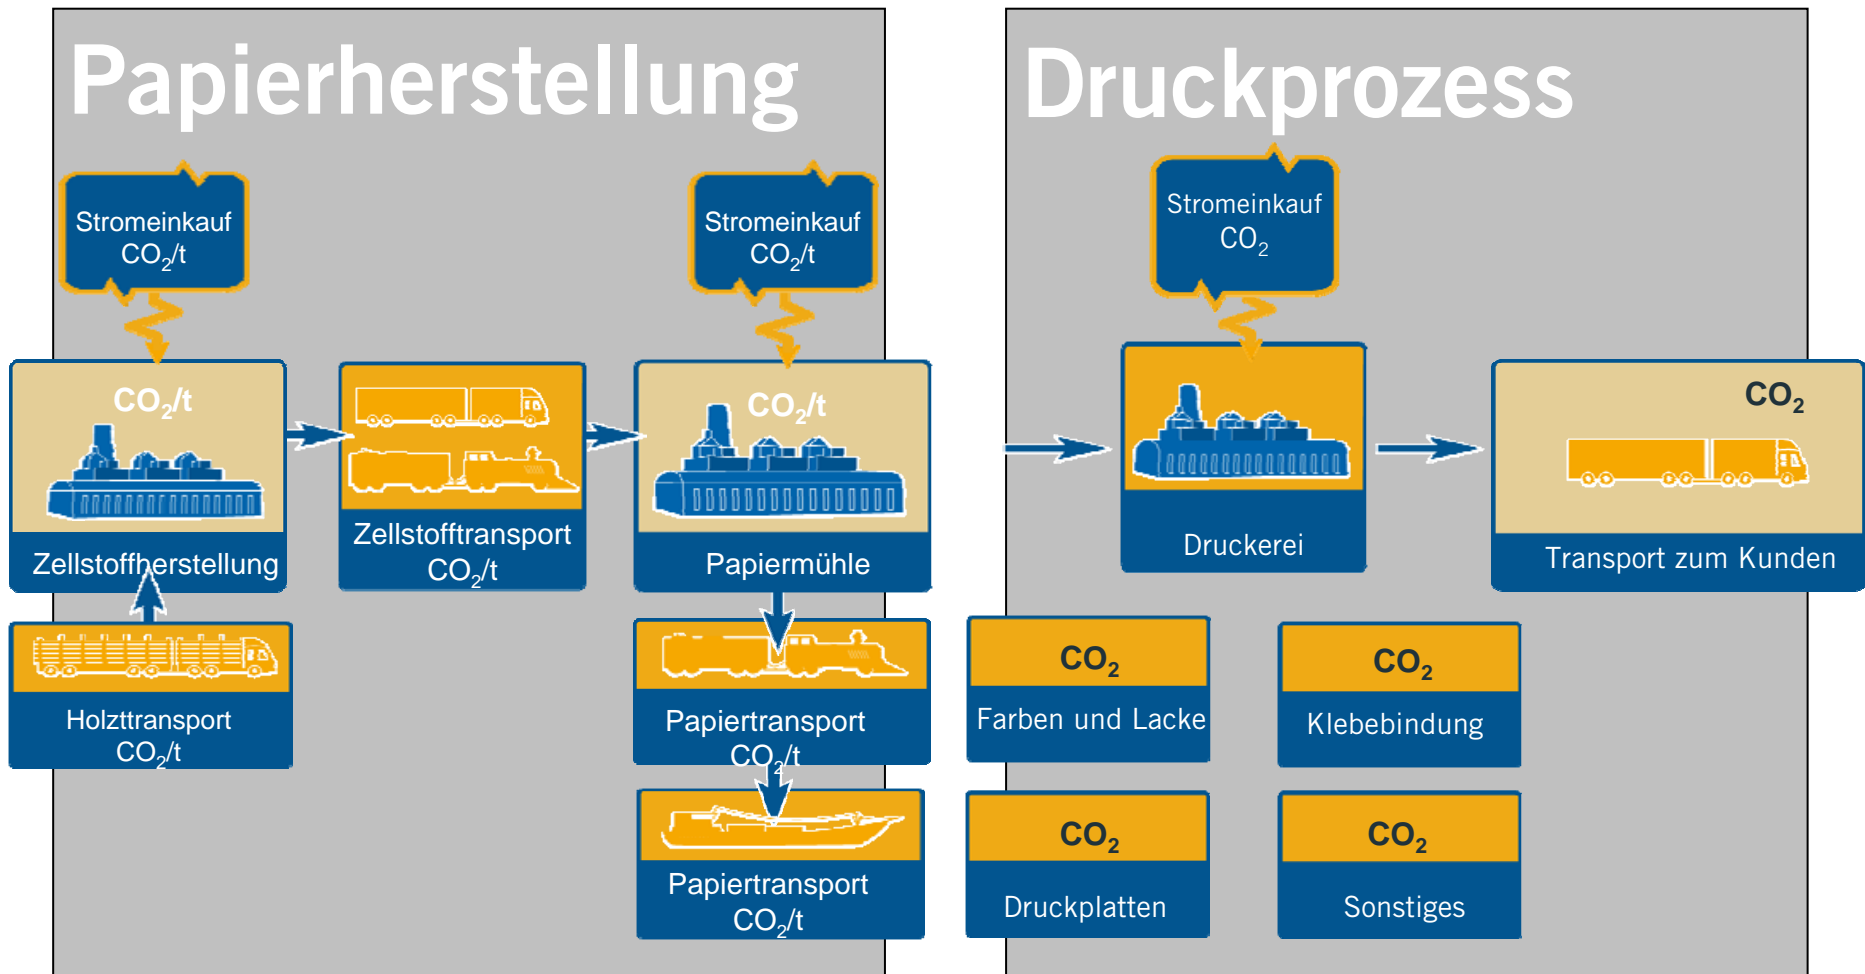 Papierherstellung
Stromeinkauf
CO₂/t
Stromeinkauf
CO₂/t
CO₂/t
Zellstoffherstellung
Zellstofftransport
CO₂/t
CO₂/t
Papiermühle
Holzttransport
CO₂/t
Papiertransport
CO₂/t
Papiertransport
CO₂/t
Druckprozess
Stromeinkauf
CO₂
Druckerei
CO₂
Transport zum Kunden
CO₂
Farben und Lacke
CO₂
Klebebindung
CO₂
Druckplatten
CO₂
Sonstiges